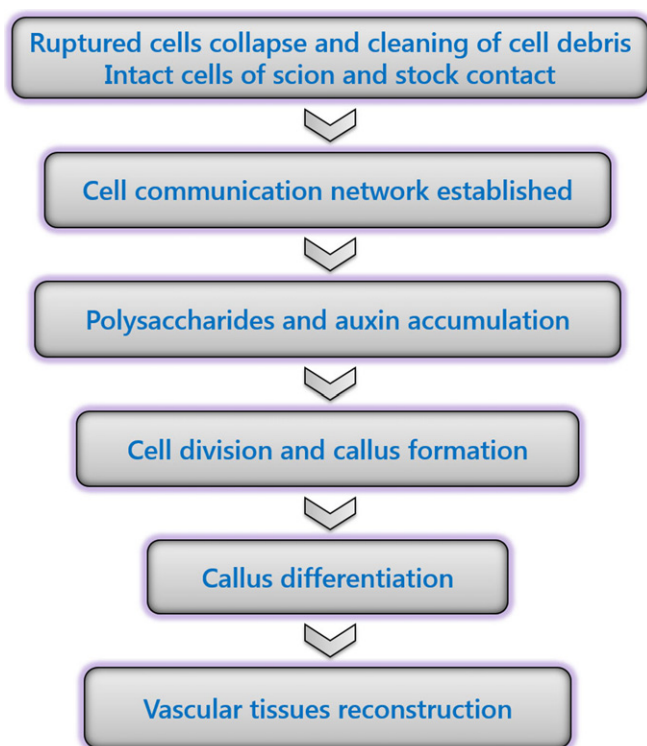 Ruptured cells collapse and cleaning of cell debris
Intact cells of scion and stock contact
Cell communication network established
Polysaccharides and auxin accumulation
Cell division and callus formation
Callus differentiation
Vascular tissues reconstruction